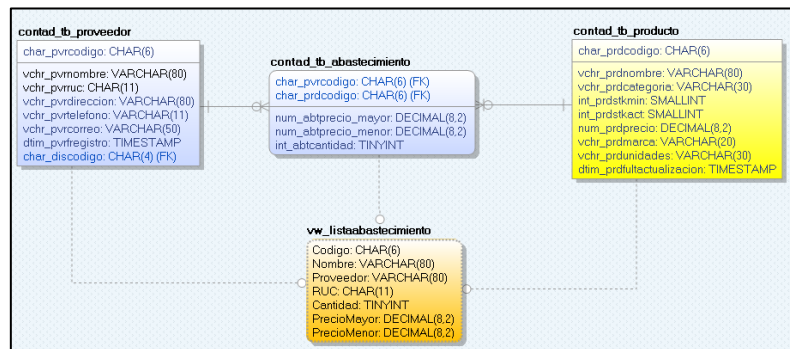 contad_tb_proveedor
char_pvrcodigo: CHAR(6)
vchr_pvrnombre: VARCHAR(80)
vchr_pvrruc: CHAR(11)
vchr_pvrdireccion: VARCHAR(80)
vchr_pvrtelefono: VARCHAR(11)
vchr_pvrcorreo: VARCHAR(50)
dtim_pvrfregistro: TIMESTAMP
char_discodigo: CHAR(4) (FK)
contad_tb_abastecimiento
char_pvrcodigo: CHAR(6) (FK)
char_prdcodigo: CHAR(6) (FK)
num_abtprecio_mayor: DECIMAL(8,2)
num_abtprecio_menor: DECIMAL(8,2)
int_abtcantidad: TINYINT
contad_tb_producto
char_prdcodigo: CHAR(6)
vchr_prdnombre: VARCHAR(80)
vchr_prdcategoria: VARCHAR(30)
int_prdstkmin: SMALLINT
int_prdstkact: SMALLINT
num_prdprecio: DECIMAL(8,2)
vchr_prdmarca: VARCHAR(20)
vchr_prdunidades: VARCHAR(30)
dtim_prdfultactualizacion: TIMESTAMP
vw_listaabastecimiento
Codigo: CHAR(6)
Nombre: VARCHAR(80)
Proveedor: VARCHAR(80)
RUC: CHAR(11)
Cantidad: TINYINT
PrecioMayor: DECIMAL(8,2)
PrecioMenor: DECIMAL(8,2)